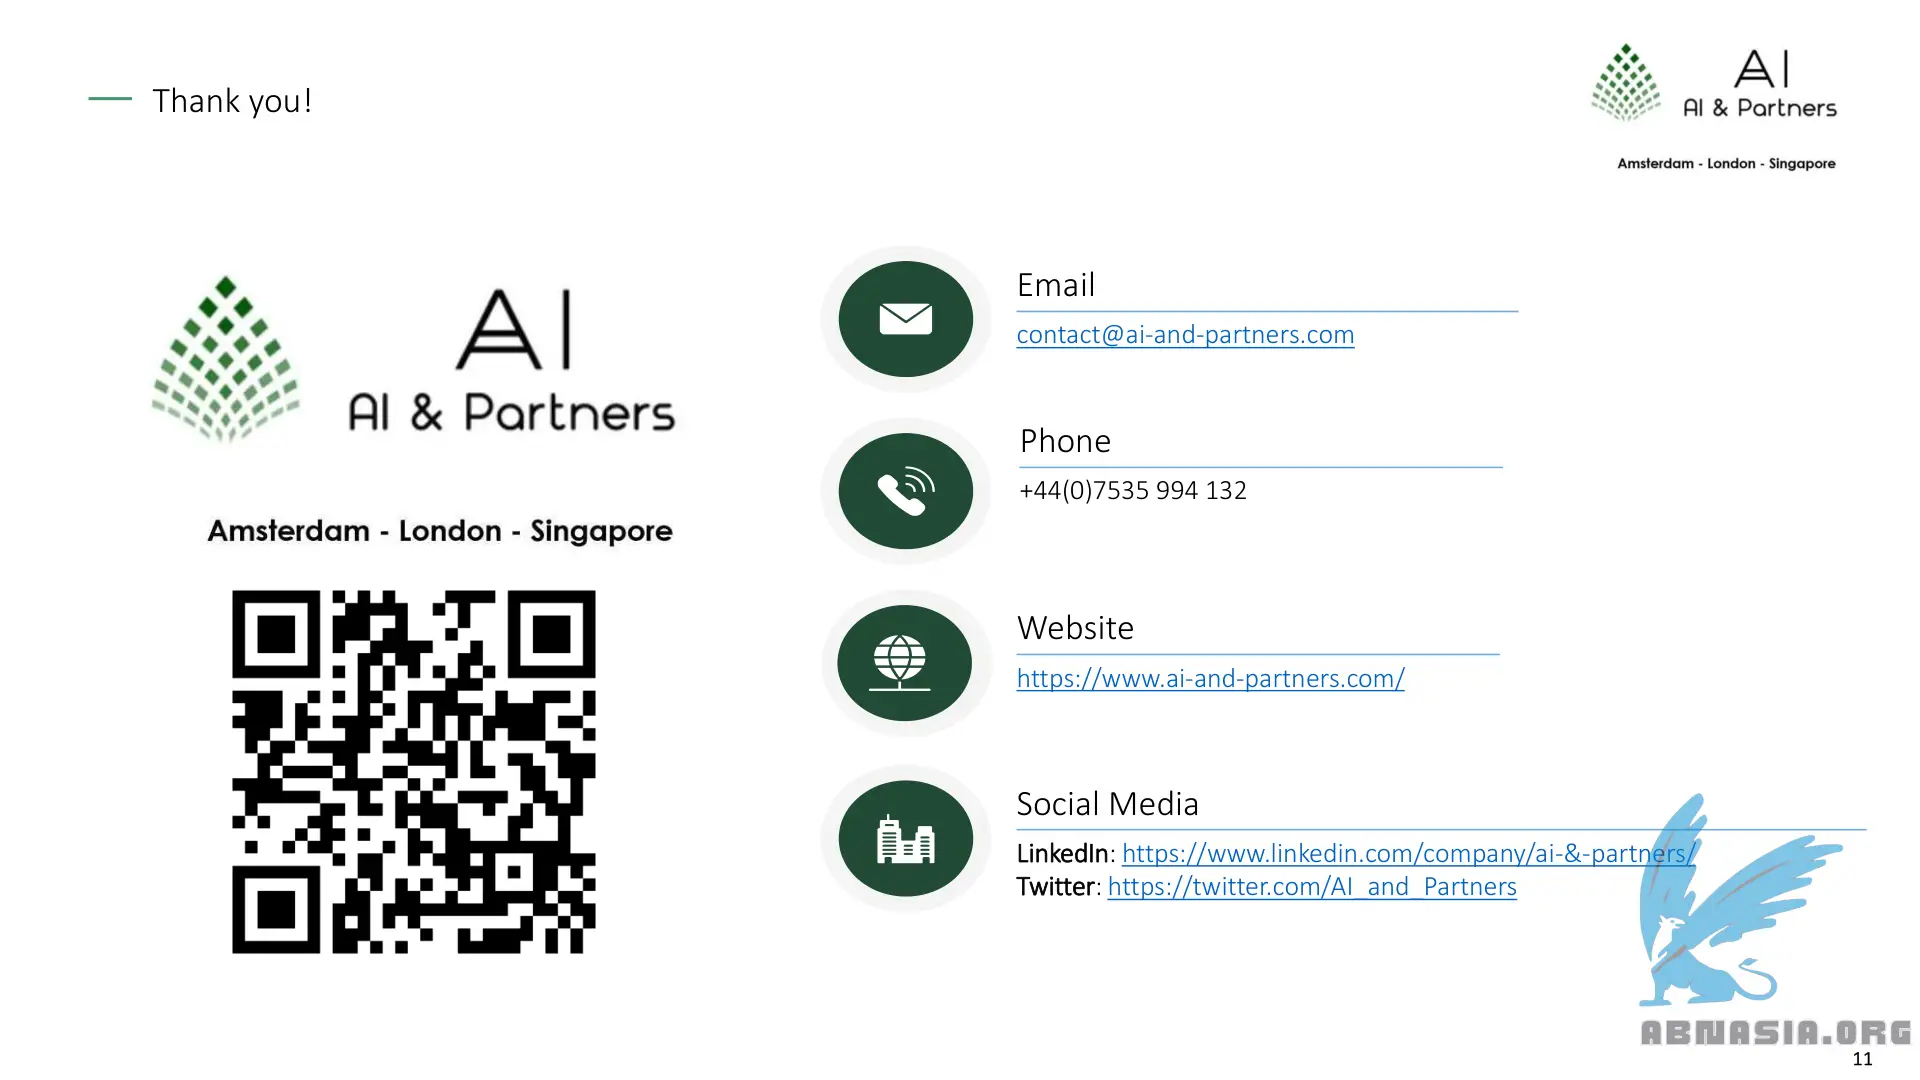 Thank you!
AI
AI & Partners
Amsterdam - London - Singapore
AI
AI & Partners
Amsterdam - London - Singapore
Email
contact@ai-and-partners.com
Phone
+44(0)7535 994 132
Website
https://www.ai-and-partners.com/
Social Media
LinkedIn: https://www.linkedin.com/company/ai-&-partners/
Twitter: https://twitter.com/AI_and_Partners
ABNASIA.ORG
11